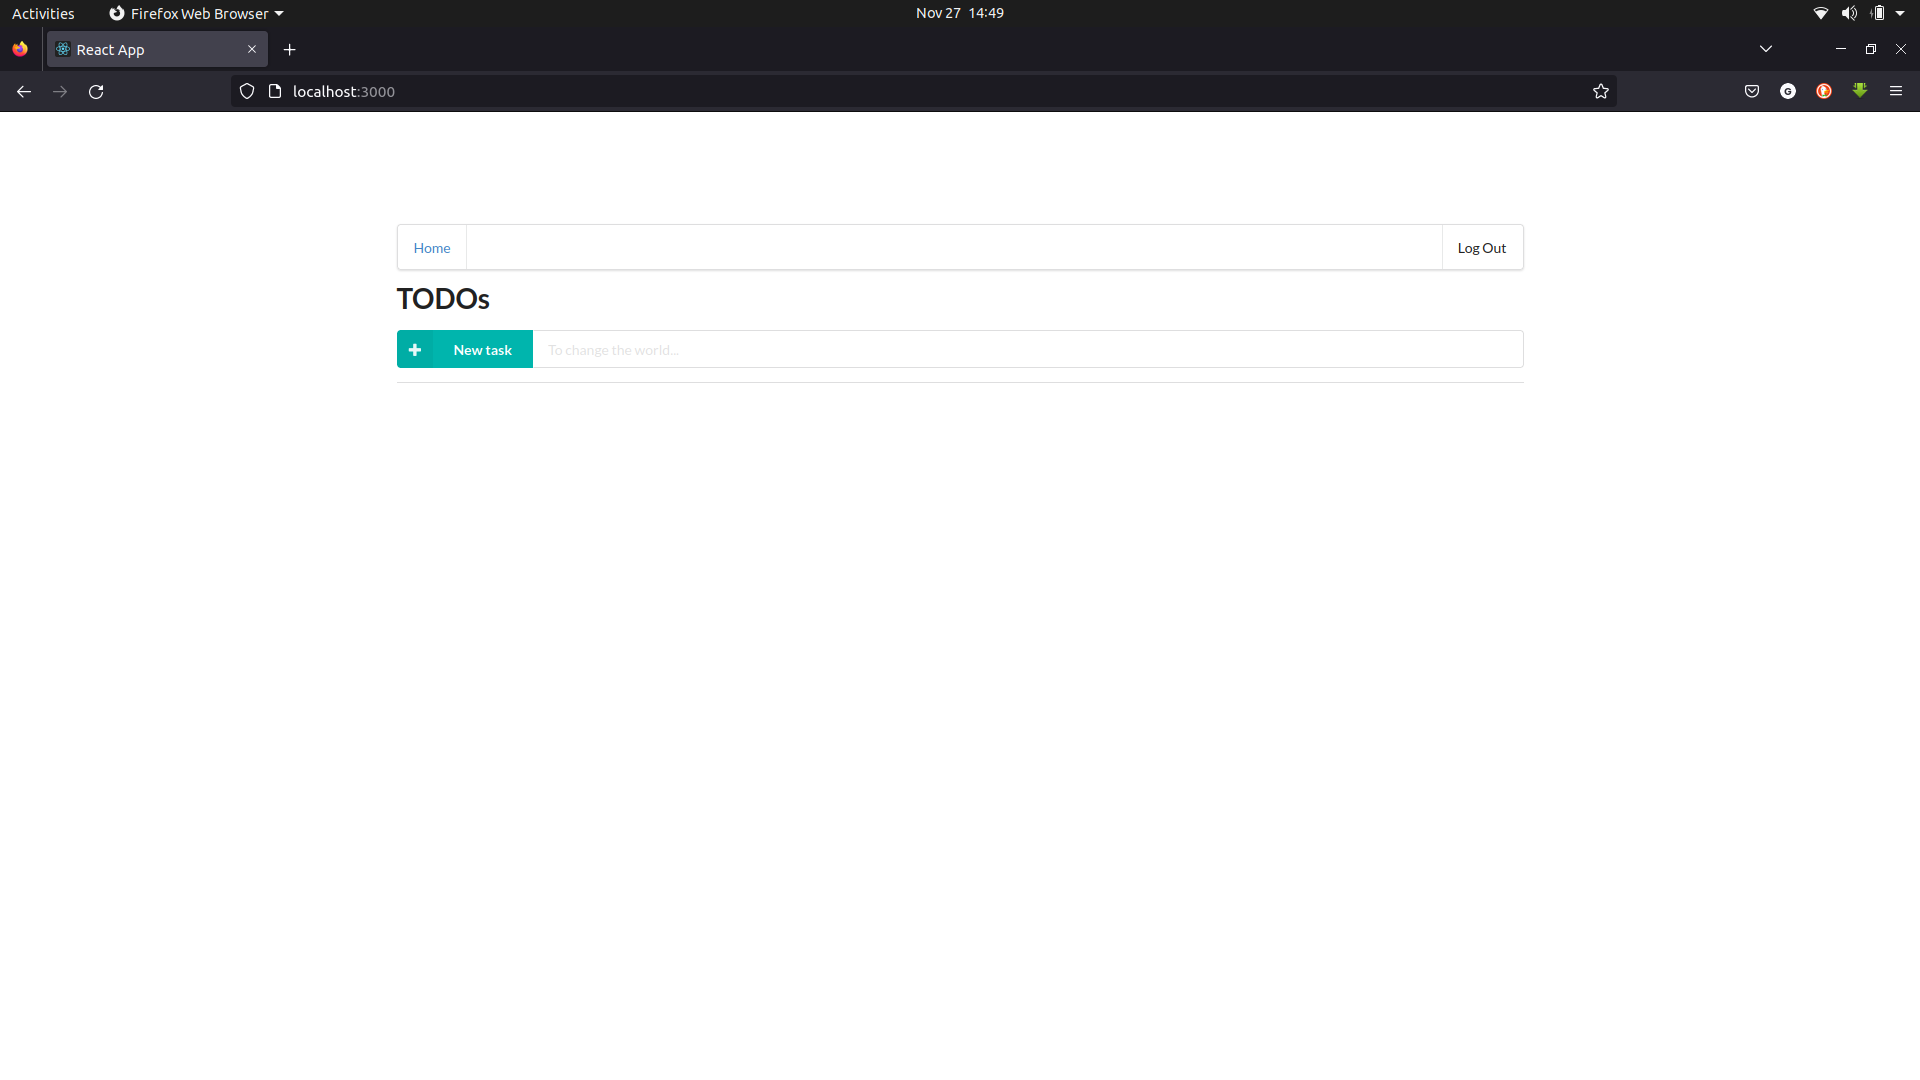 Activities Firefox Web Browser Nov 27 14:49
React App
localhost:3000
Home Log Out
TODOs
New task To change the world...